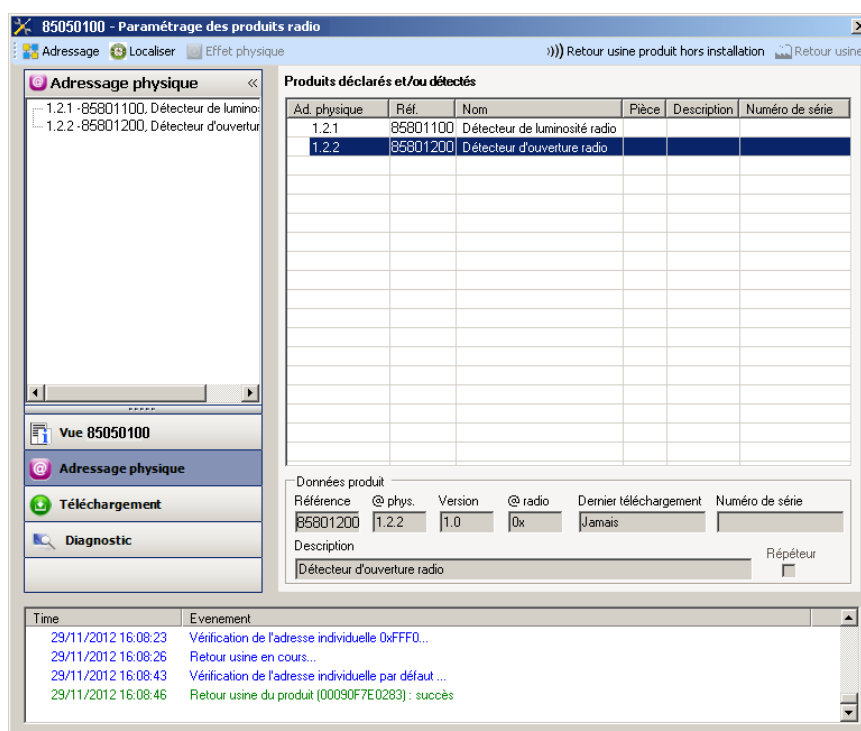 85050100 - Paramétrage des produits radio
Adressage Localiser Effet physique ))) Retour usine produit hors installation Retour usine
Adressage physique «
1.2.1 -85801100, Détecteur de lumino
1.2.2 -85801200, Détecteur d'ouvertur
Vue 85050100
Adressage physique
Téléchargement
Diagnostic
Produits déclarés et/ou détectés
Ad. physique Réf. Nom Pièce Description Numéro de série
1.2.1 85801100 Détecteur de luminosité radio
1.2.2 85801200 Détecteur d'ouverture radio
Données produit
Référence @ phys. Version @ radio Dernier téléchargement Numéro de série
85801200 1.2.2 1.0 0x Jamais
Description
Répéteur
Détecteur d'ouverture radio
Time Evenement
29/11/2012 16:08:23 Vérification de l'adresse individuelle 0xFFF0...
29/11/2012 16:08:26 Retour usine en cours...
29/11/2012 16:08:43 Vérification de l'adresse individuelle par défaut ...
29/11/2012 16:08:46 Retour usine du produit (00090F7E0283) : succès